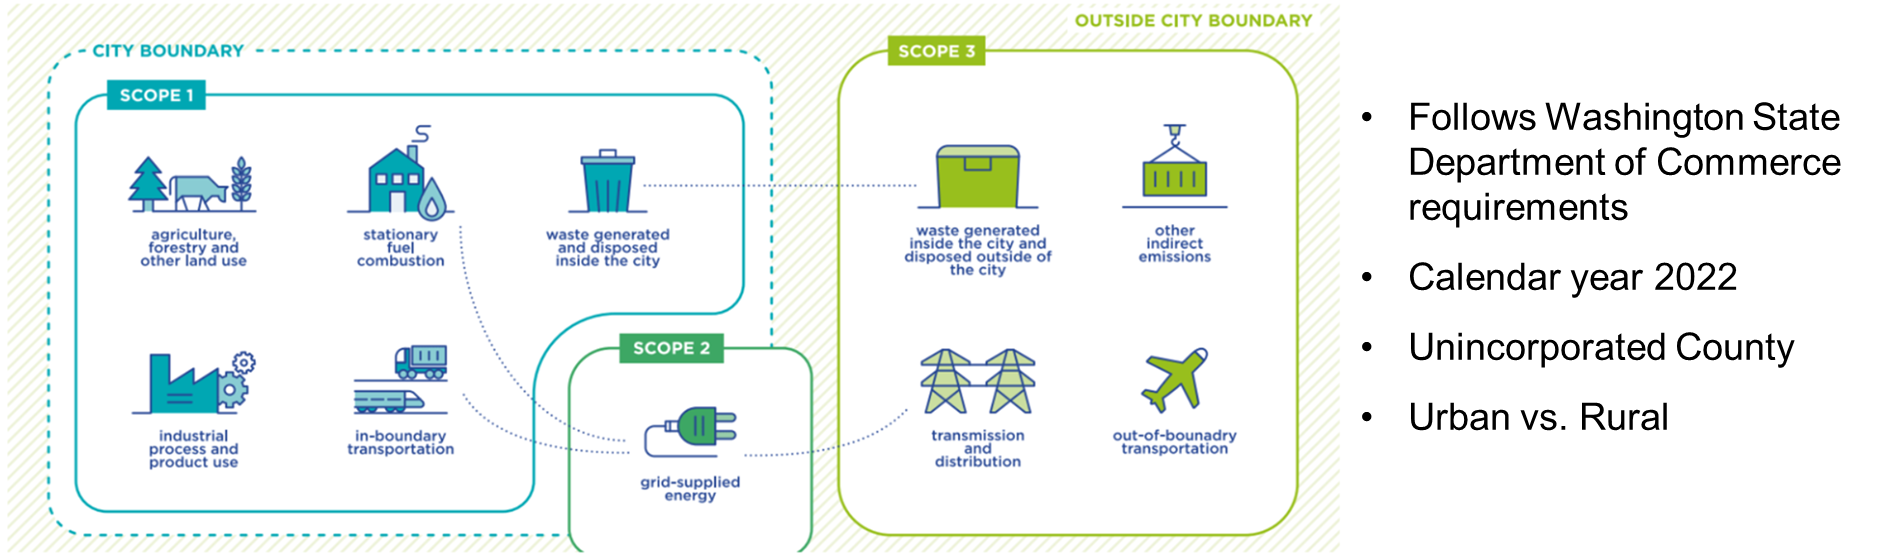 OUTSIDE CITY BOUNDARY
CITY BOUNDARY
SCOPE 1
agriculture,
forestry and
other land use
stationary
fuel
combustion
waste generated
and disposed
inside the city
industrial
process and
product use
in-boundary
transportation
SCOPE 2
grid-supplied
energy
SCOPE 3
waste generated
inside the city and
disposed outside of
the city
other
indirect
emissions
transmission
and
distribution
out-of-bounadry
transportation
• Follows Washington State
Department of Commerce
requirements
• Calendar year 2022
• Unincorporated County
• Urban vs. Rural